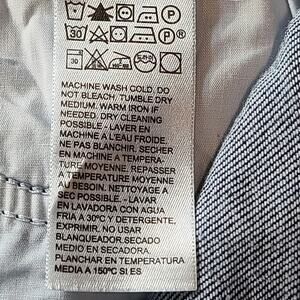 P
30 P®
30
MACHINE WASH COLD, DO
NOT BLEACH. TUMBLE DRY
MEDIUM. WARM IRON IF
NEEDED. DRY CLEANING
POSSIBLE - LAVER EN
MACHINE A L'EAU FROIDE.
NE PAS BLANCHIR. SECHER
EN MACHINE A TEMPERA-
TURE MOYENNE. REPASSER
A TEMPERATURE MOYENNE
AU BESOIN. NETTOYAGE A
SEC POSSIBLE. - LAVAR
EN LAVADORA CON AGUA
FRIA A 30ºC Y DETERGENTE,
EXPRIMIR. NO USAR
BLANQUEADOR.SECADO
MEDIO EN SECADORA.
PLANCHAR EN TEMPERATURA
MEDIA A 150ºC SI ES